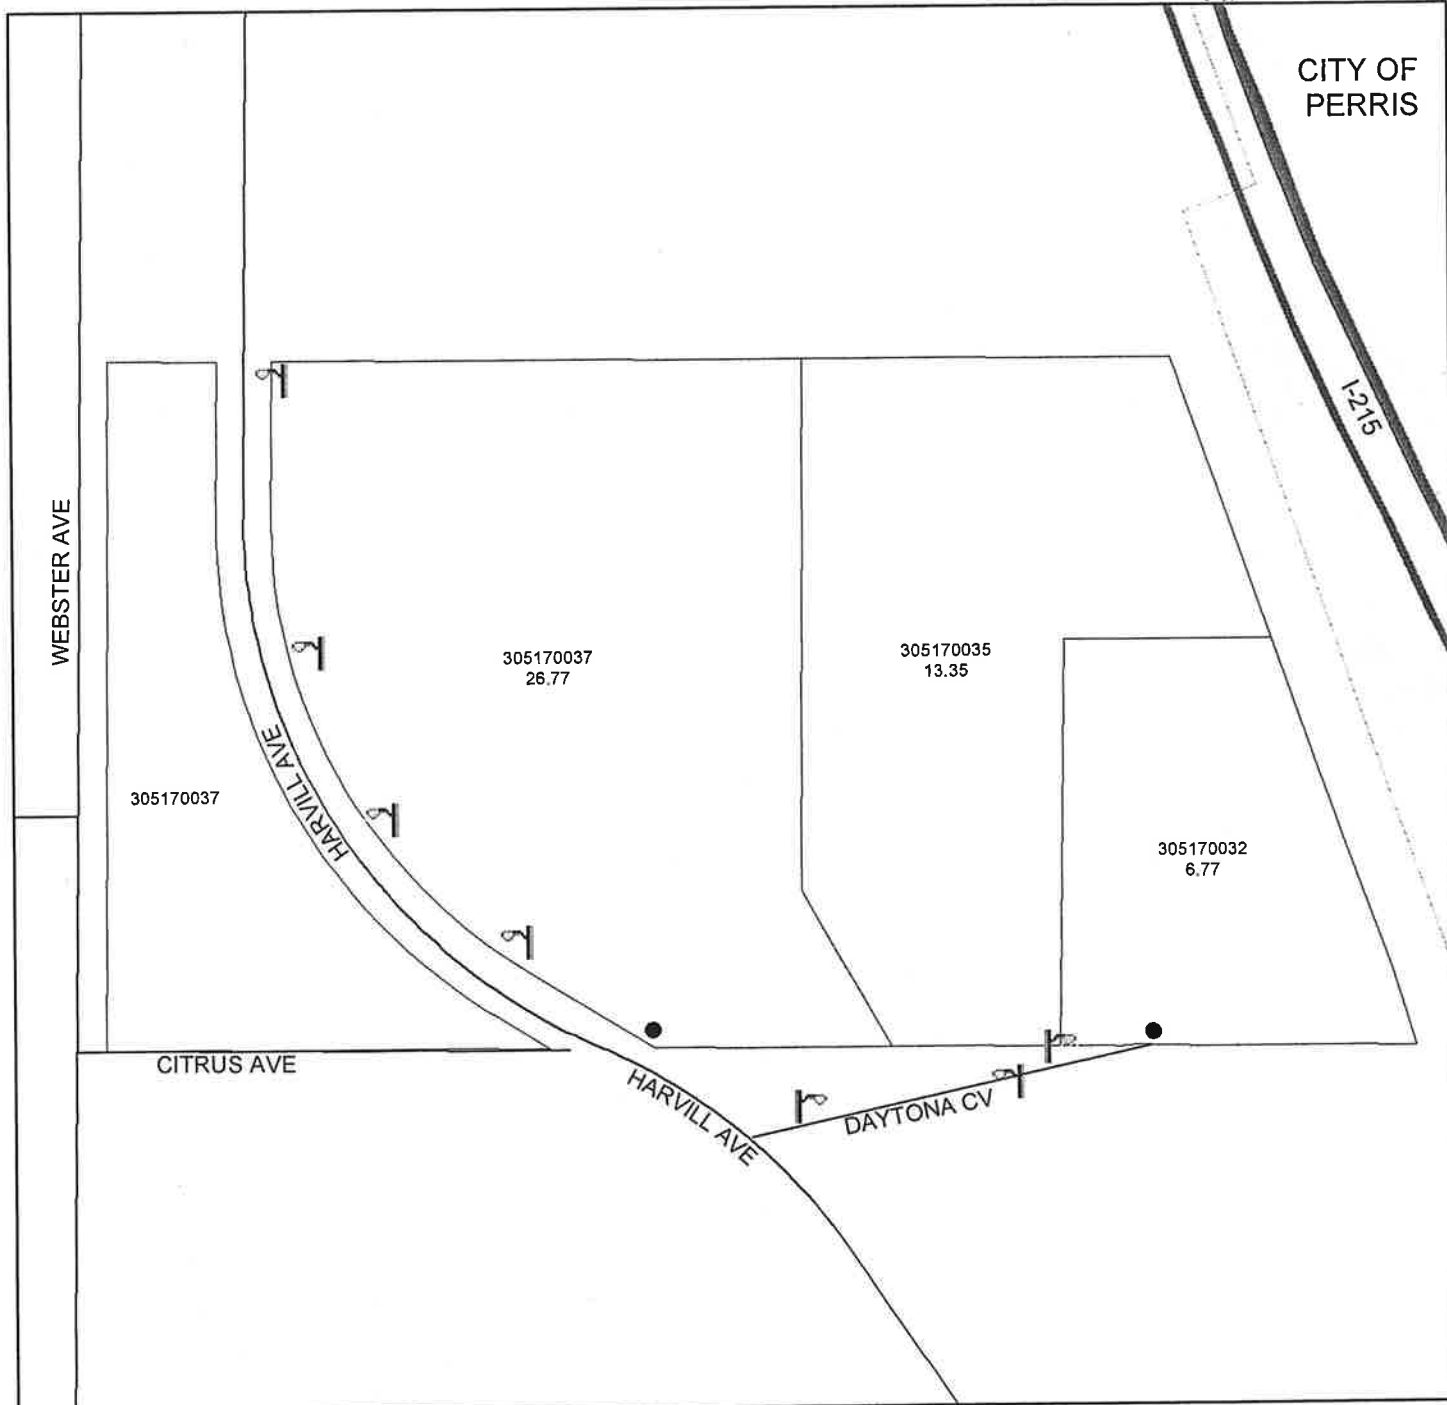 CITY OF
PERRIS
I-215
WEBSTER AVE
305170037
26.77
305170035
13.35
HARVILL AVE
305170037
305170032
6.77
CITRUS AVE
HARVILL AVE
DAYTONA CV